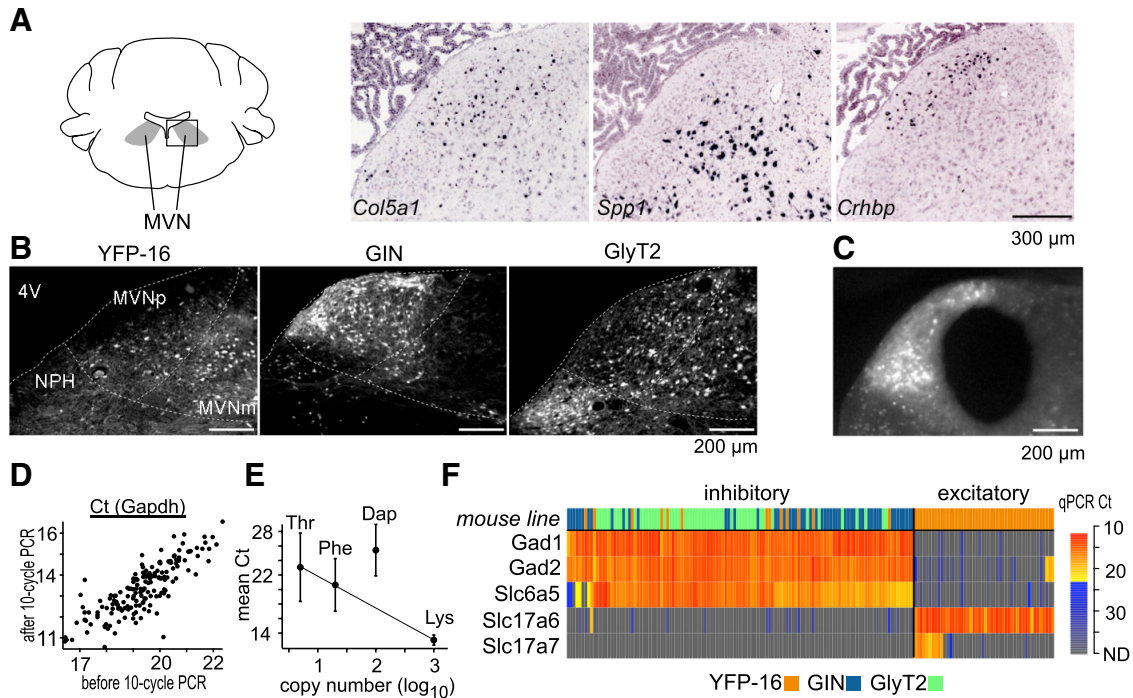 A
MVN
Col5a1
Spp1
Crhbp
300 µm
B
YFP-16
GIN
GlyT2
C
4V
MVNp
NPH
MVNm
200 µm
200 µm
D
Ct (Gapdh)
after 10-cycle PCR
16
14
11
17
20
22
before 10-cycle PCR
E
mean Ct
28
22
14
Thr
Phe
Dap
Lys
1
2
3
copy number (log10)
F
inhibitory
excitatory
qPCR Ct
mouse line
Gad1
Gad2
Slc6a5
Slc17a6
Slc17a7
10
20
30
ND
YFP-16 GIN GlyT2